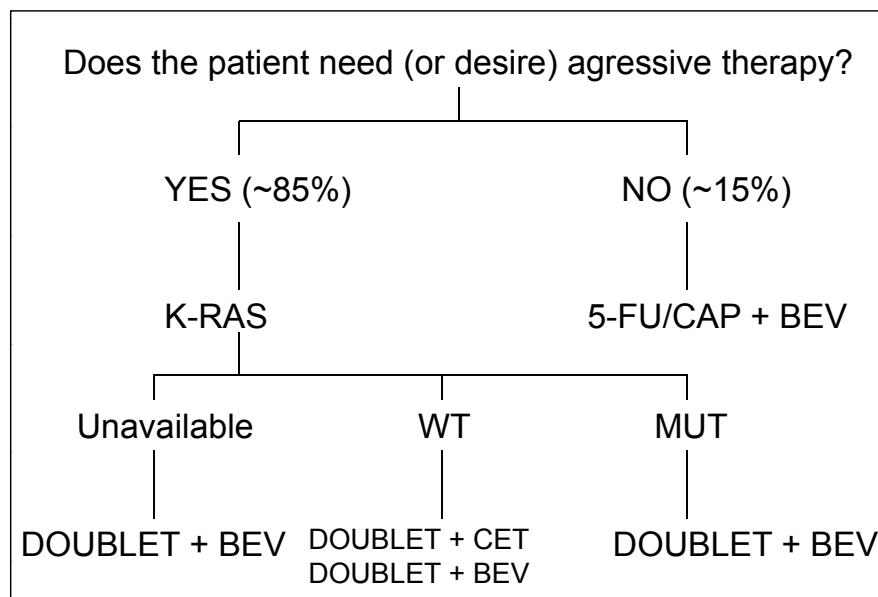 Does the patient need (or desire) agressive therapy?
YES (~85%)
NO (~15%)
K-RAS
5-FU/CAP + BEV
Unavailable
WT
MUT
DOUBLET + BEV
DOUBLET + CET
DOUBLET + BEV
DOUBLET + BEV